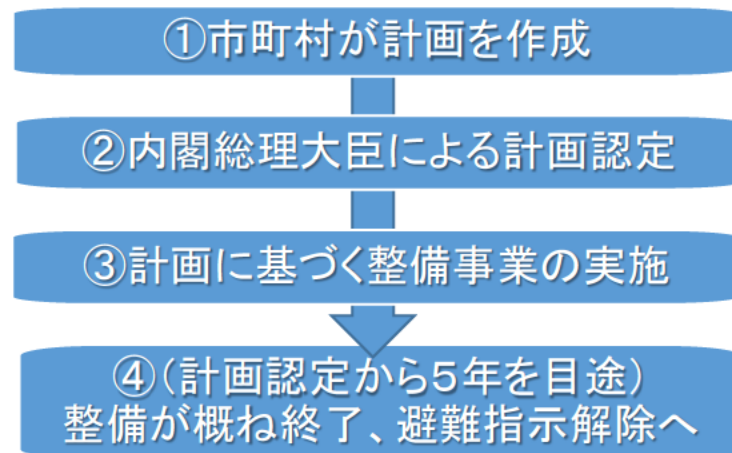 ①市町村が計画を作成
②内閣総理大臣による計画認定
③計画に基づく整備事業の実施
④(計画認定から5年を目途)
整備が概ね終了、避難指示解除へ